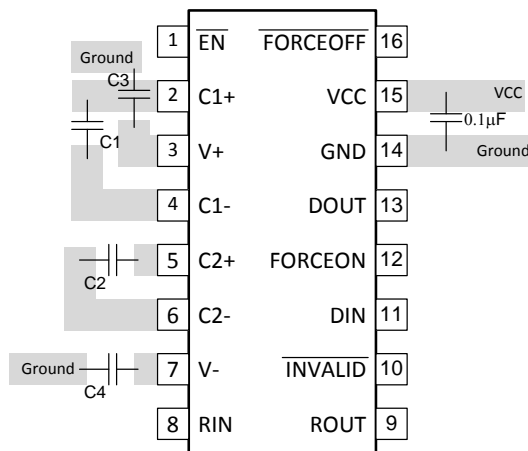 1 EN FORCEOFF 16
Ground
C3
2 C1+ VCC 15 VCC
C1 0.1µF
3 V+ GND 14 Ground
4 C1- DOUT 13
5 C2+ FORCEON 12
C2
6 C2- DIN 11
Ground 7 V- INVALID 10
C4
8 RIN ROUT 9